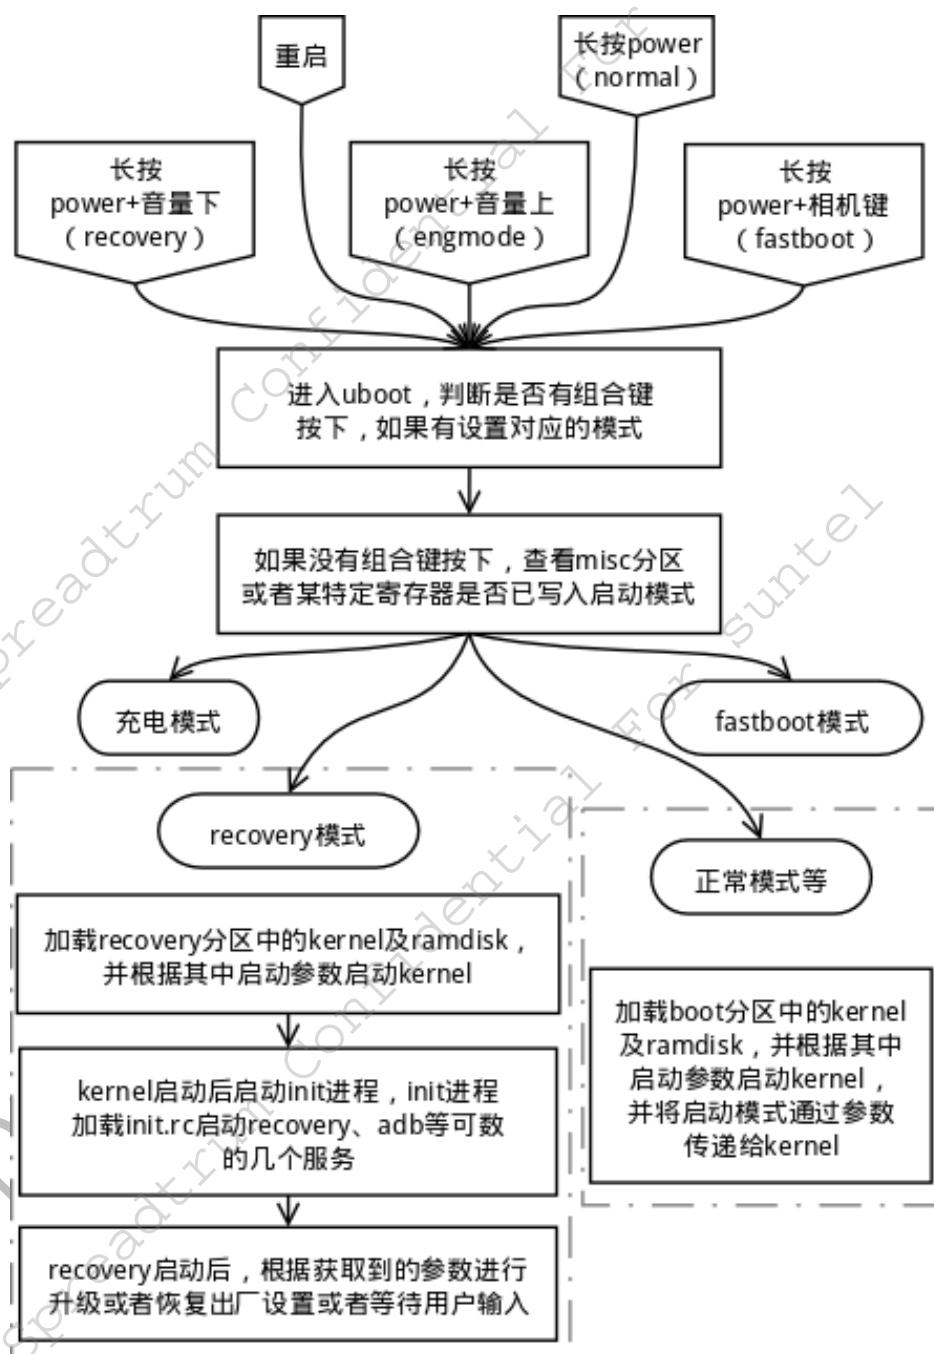 重启
长按power
（normal）
长按
power+音量下
（recovery）
长按
power+音量上
（engmode）
长按
power+相机键
（fastboot）
进入uboot，判断是否有组合键
按下，如果有设置对应的模式
如果没有组合键按下，查看misc分区
或者某特定寄存器是否已写入启动模式
充电模式
fastboot模式
recovery模式
正常模式等
加载recovery分区中的kernel及ramdisk，
并根据其中启动参数启动kernel
kernel启动后启动init进程，init进程
加载init.rc启动recovery、adb等可数
的几个服务
recovery启动后，根据获取到的参数进行
升级或者恢复出厂设置或者等待用户输入
加载boot分区中的kernel
及ramdisk，并根据其中
启动参数启动kernel，
并将启动模式通过参数
传递给kernel
Spreadtrum Confidential For
Spreadtrum Confidential For suntel